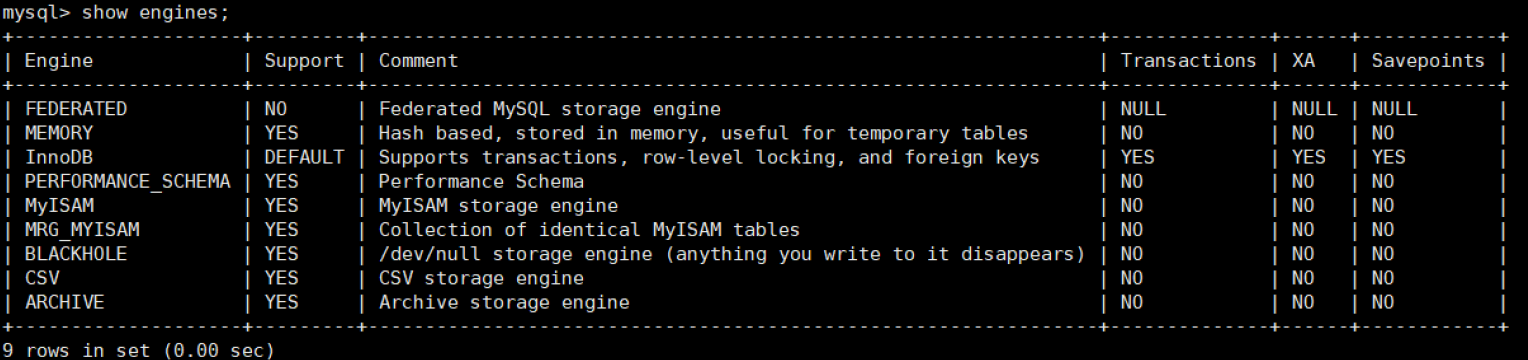 mysql> show engines;
+--------------------+---------+----------------------------------------------------------------+--------------+------+------------+
| Engine             | Support | Comment                                                        | Transactions | XA   | Savepoints |
+--------------------+---------+----------------------------------------------------------------+--------------+------+------------+
| FEDERATED          | NO      | Federated MySQL storage engine                                 | NULL         | NULL | NULL       |
| MEMORY             | YES     | Hash based, stored in memory, useful for temporary tables      | NO           | NO   | NO         |
| InnoDB             | DEFAULT | Supports transactions, row-level locking, and foreign keys     | YES          | YES  | YES        |
| PERFORMANCE_SCHEMA | YES     | Performance Schema                                             | NO           | NO   | NO         |
| MyISAM             | YES     | MyISAM storage engine                                          | NO           | NO   | NO         |
| MRG_MYISAM         | YES     | Collection of identical MyISAM tables                          | NO           | NO   | NO         |
| BLACKHOLE          | YES     | /dev/null storage engine (anything you write to it disappears) | NO           | NO   | NO         |
| CSV                | YES     | CSV storage engine                                             | NO           | NO   | NO         |
| ARCHIVE            | YES     | Archive storage engine                                         | NO           | NO   | NO         |
+--------------------+---------+----------------------------------------------------------------+--------------+------+------------+
9 rows in set (0.00 sec)